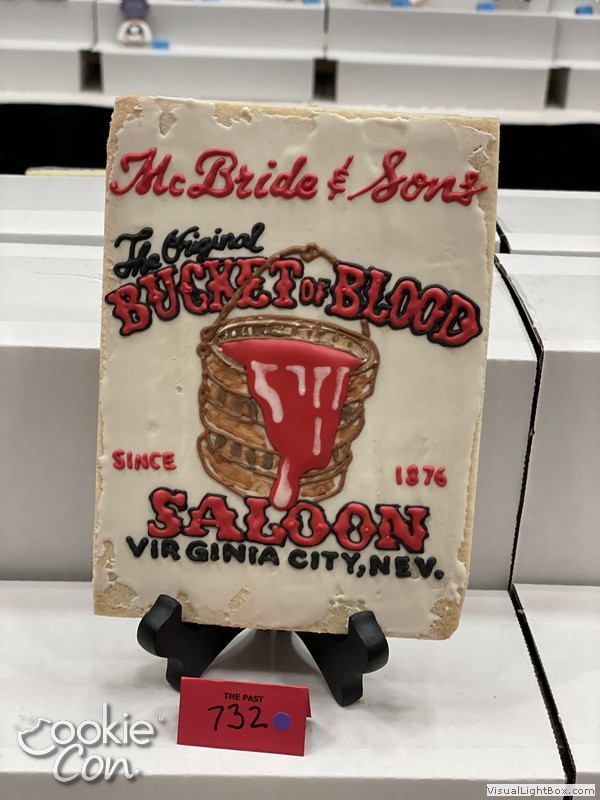 McBride & Sons
The Original
BUCKET OF BLOOD
SINCE 1876
SALOON
VIRGINIA CITY, NEV.
THE PAST
732
Cookie
Con
VisualLightBox.com